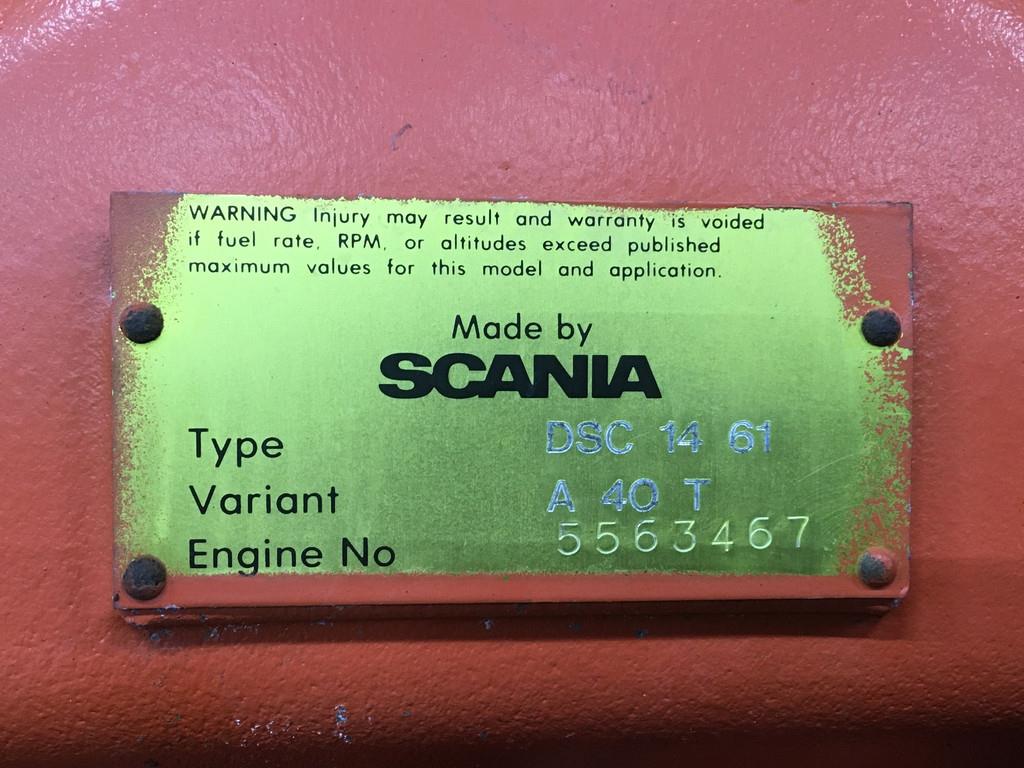 WARNING Injury may result and warranty is voided
if fuel rate, RPM, or altitudes exceed published
maximum values for this model and application.
Made by
SCANIA
Type DSC 14 61
Variant A 40 T
Engine No 5563467